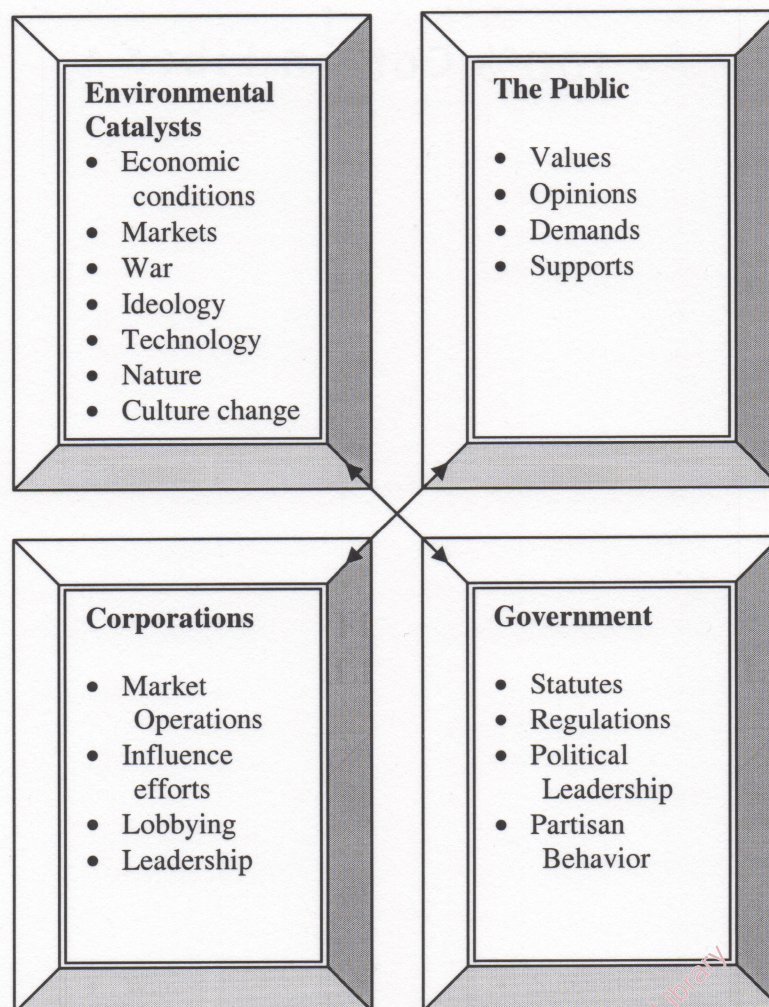 Environmental
Catalysts
• Economic
conditions
• Markets
• War
• Ideology
• Technology
• Nature
• Culture change
The Public
• Values
• Opinions
• Demands
• Supports
Corporations
• Market
Operations
• Influence
efforts
• Lobbying
• Leadership
Government
• Statutes
• Regulations
• Political
Leadership
• Partisan
Behavior
library